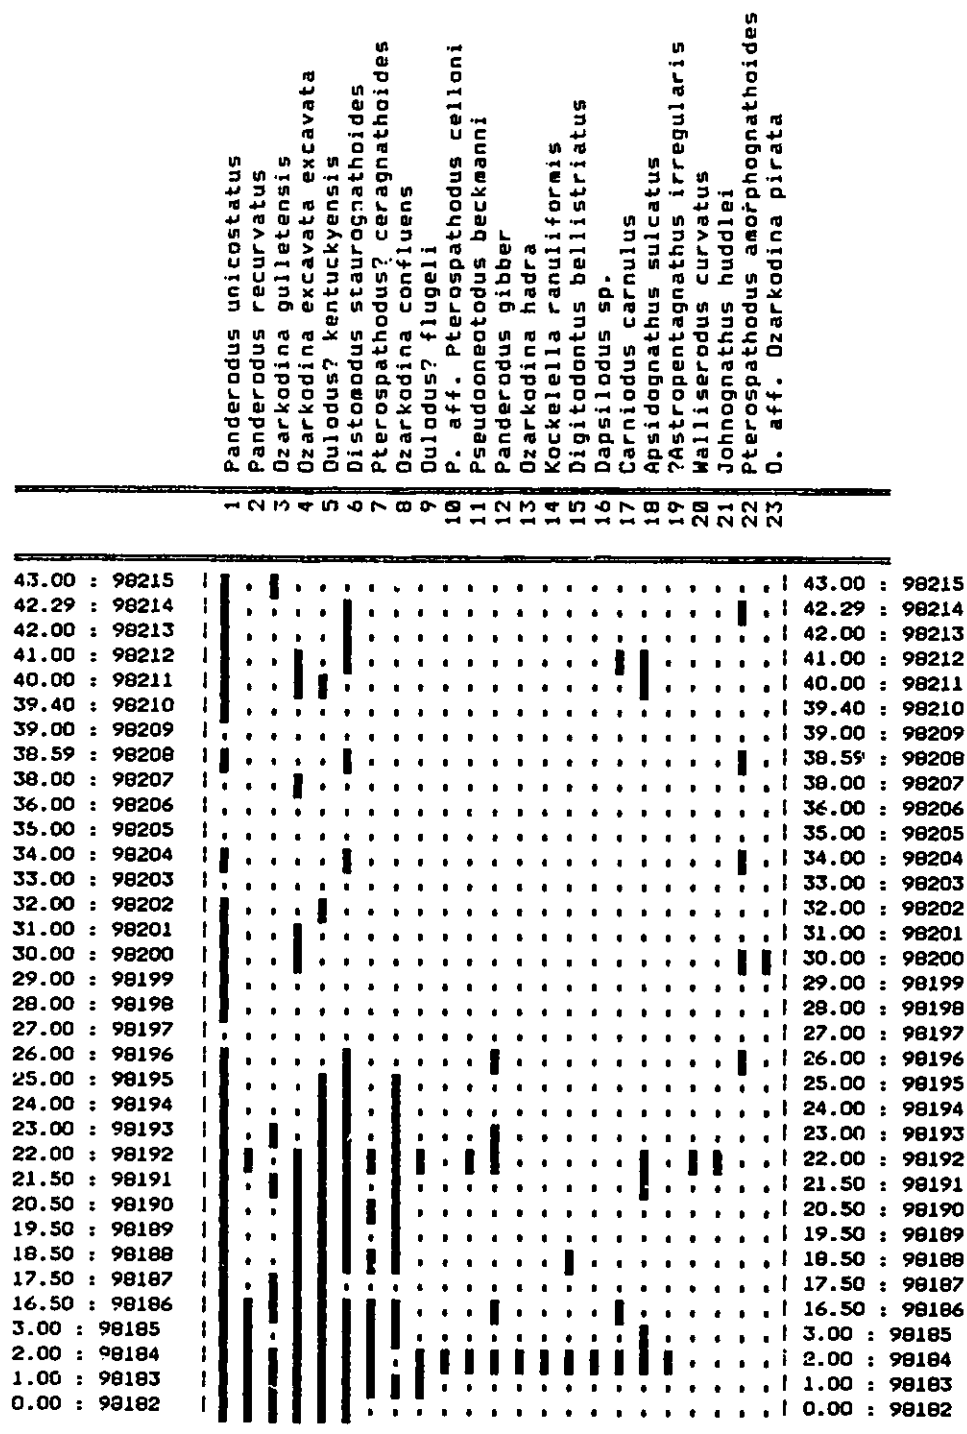 Panderodus unicostatus
Panderodus recurvatus
Ozarkodina gulletensis
Ozarkodina excavata excavata
Oulodus? kentuckyensis
Distomodus staurognathoides
Pterospathodus? ceragnathoides
Ozarkodina confluens
Oulodus? flugeli
P. aff. Pterospathodus celloni
Pseudooneotodus beckmanni
Panderodus gibber
Ozarkodina hadra
Kockelella ranuliformis
Digitodontus bellistriatus
Dapsilodus sp.
Carniodus carnulus
Apsidognathus sulcatus
?Astropentagnathus irregularis
Walliserodus curvatus
Johnognathus huddlei
Pterospathodus amorphognathoides
O. aff. Ozarkodina pirata
1 2 3 4 5 6 7 8 9 10 11 12 13 14 15 16 17 18 19 20 21 22 23
43.00 : 98215 43.00 : 98215
42.29 : 98214 42.29 : 98214
42.00 : 98213 42.00 : 98213
41.00 : 98212 41.00 : 98212
40.00 : 98211 40.00 : 98211
39.40 : 98210 39.40 : 98210
39.00 : 98209 39.00 : 98209
38.59 : 98208 38.59 : 98208
38.00 : 98207 38.00 : 98207
36.00 : 98206 36.00 : 98206
35.00 : 98205 35.00 : 98205
34.00 : 98204 34.00 : 98204
33.00 : 98203 33.00 : 98203
32.00 : 98202 32.00 : 98202
31.00 : 98201 31.00 : 98201
30.00 : 98200 30.00 : 98200
29.00 : 98199 29.00 : 98199
28.00 : 98198 28.00 : 98198
27.00 : 98197 27.00 : 98197
26.00 : 98196 26.00 : 98196
25.00 : 98195 25.00 : 98195
24.00 : 98194 24.00 : 98194
23.00 : 98193 23.00 : 98193
22.00 : 98192 22.00 : 98192
21.50 : 98191 21.50 : 98191
20.50 : 98190 20.50 : 98190
19.50 : 98189 19.50 : 98189
18.50 : 98188 18.50 : 98188
17.50 : 98187 17.50 : 98187
16.50 : 98186 16.50 : 98186
3.00 : 98185 3.00 : 98185
2.00 : 98184 2.00 : 98184
1.00 : 98183 1.00 : 98183
0.00 : 98182 0.00 : 98182